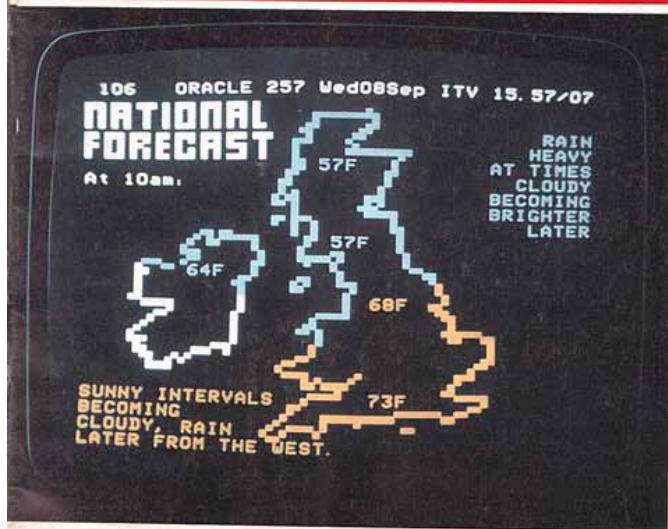 106 ORACLE 257 Wed08Sep ITV 15.57/07
NATIONAL
FORECAST
At 10am:
RAIN
HEAVY
AT TIMES
CLOUDY
BECOMING
BRIGHTER
LATER
57F
57F
64F
68F
73F
SUNNY INTERVALS
BECOMING
CLOUDY, RAIN
LATER FROM THE WEST.